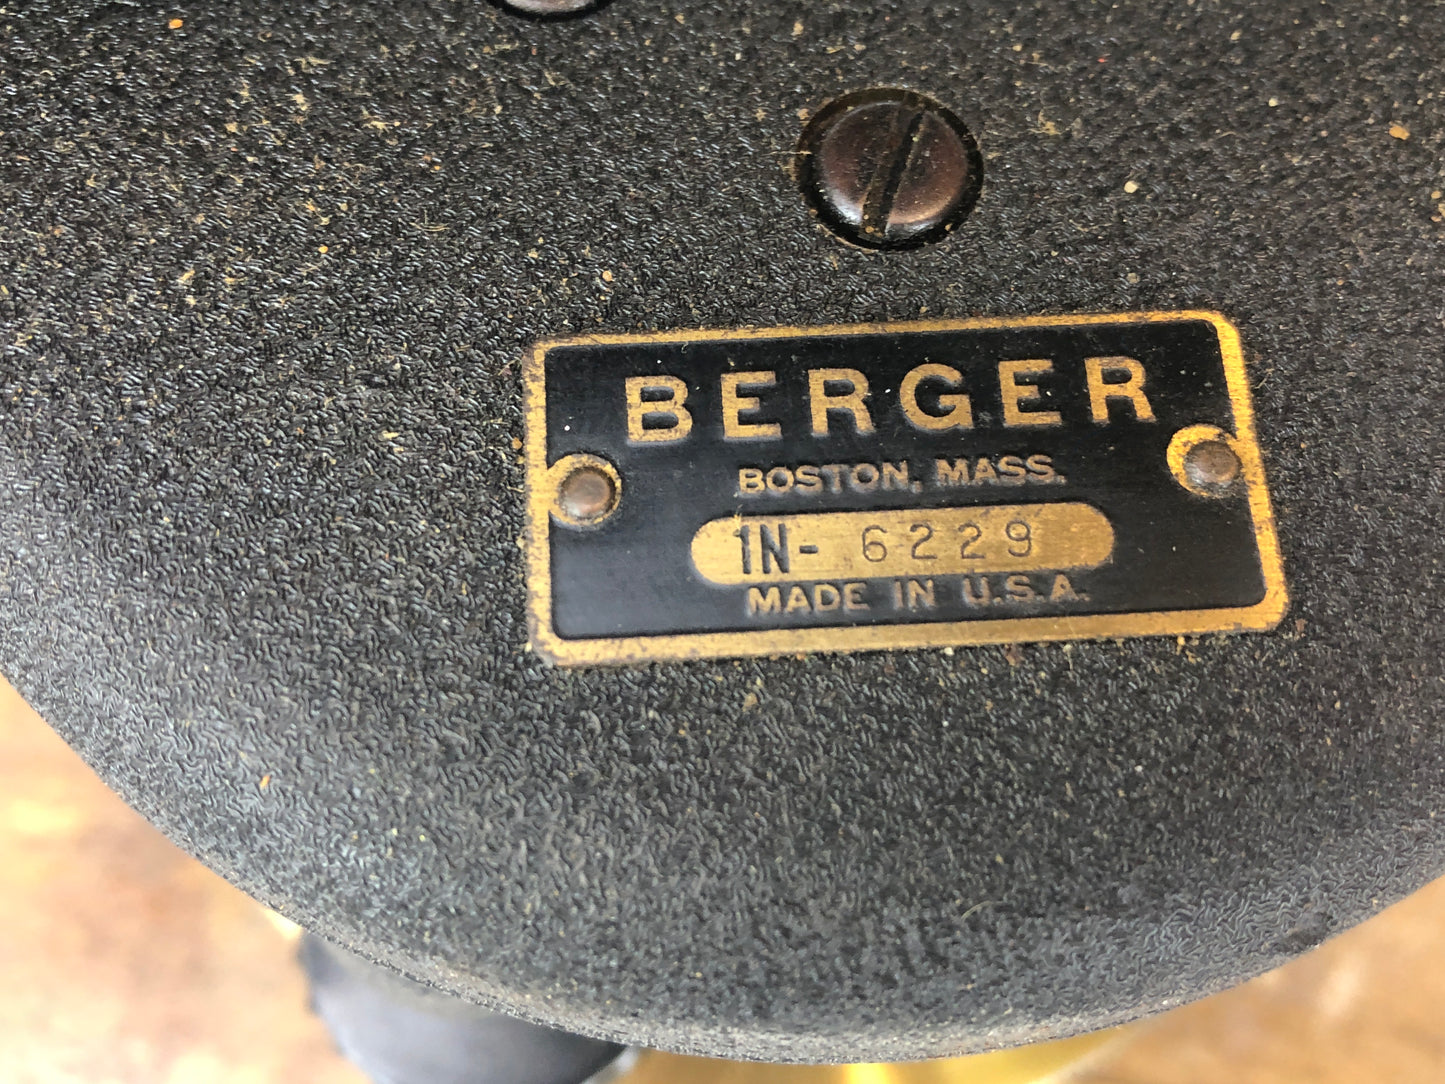 BERGER
BOSTON, MASS.
1N- 6229
MADE IN U.S.A.